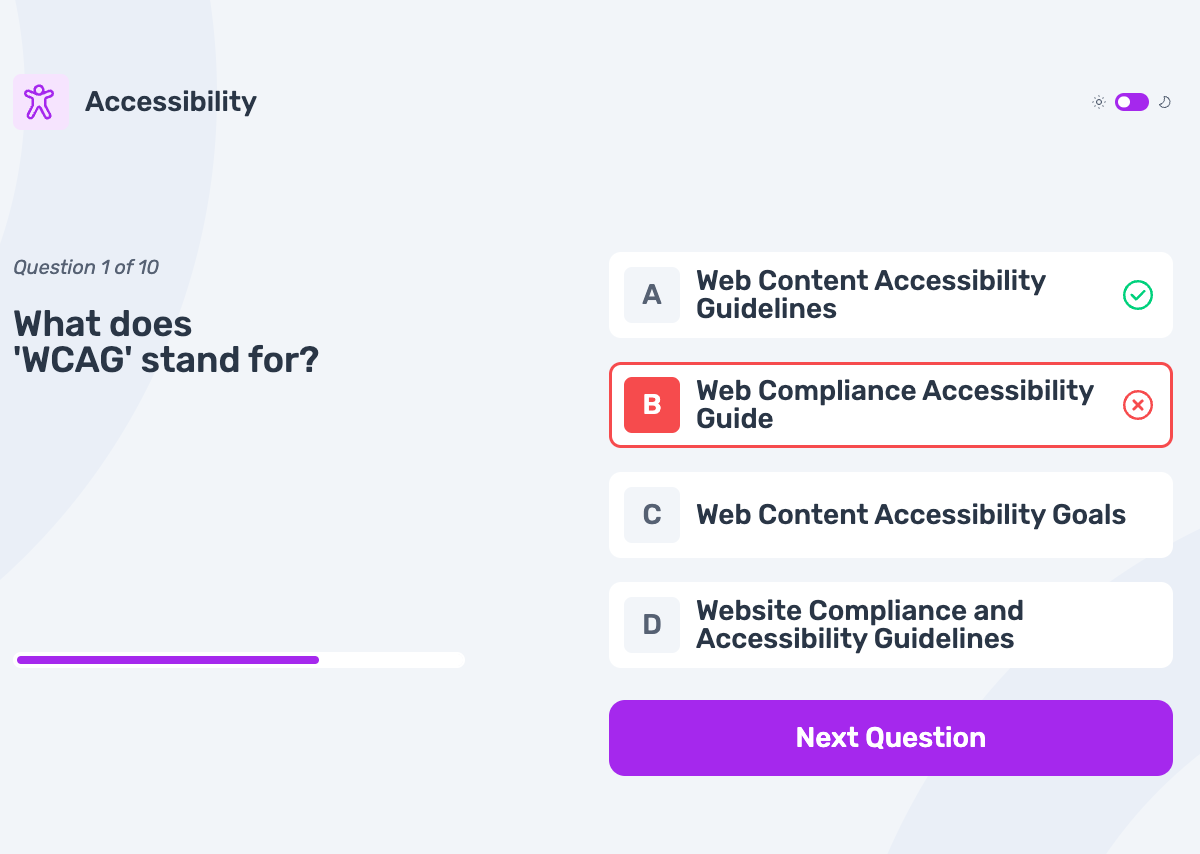 Accessibility
Question 1 of 10
What does
'WCAG' stand for?
A
Web Content Accessibility
Guidelines
B
Web Compliance Accessibility
Guide
C
Web Content Accessibility Goals
D
Website Compliance and
Accessibility Guidelines
Next Question